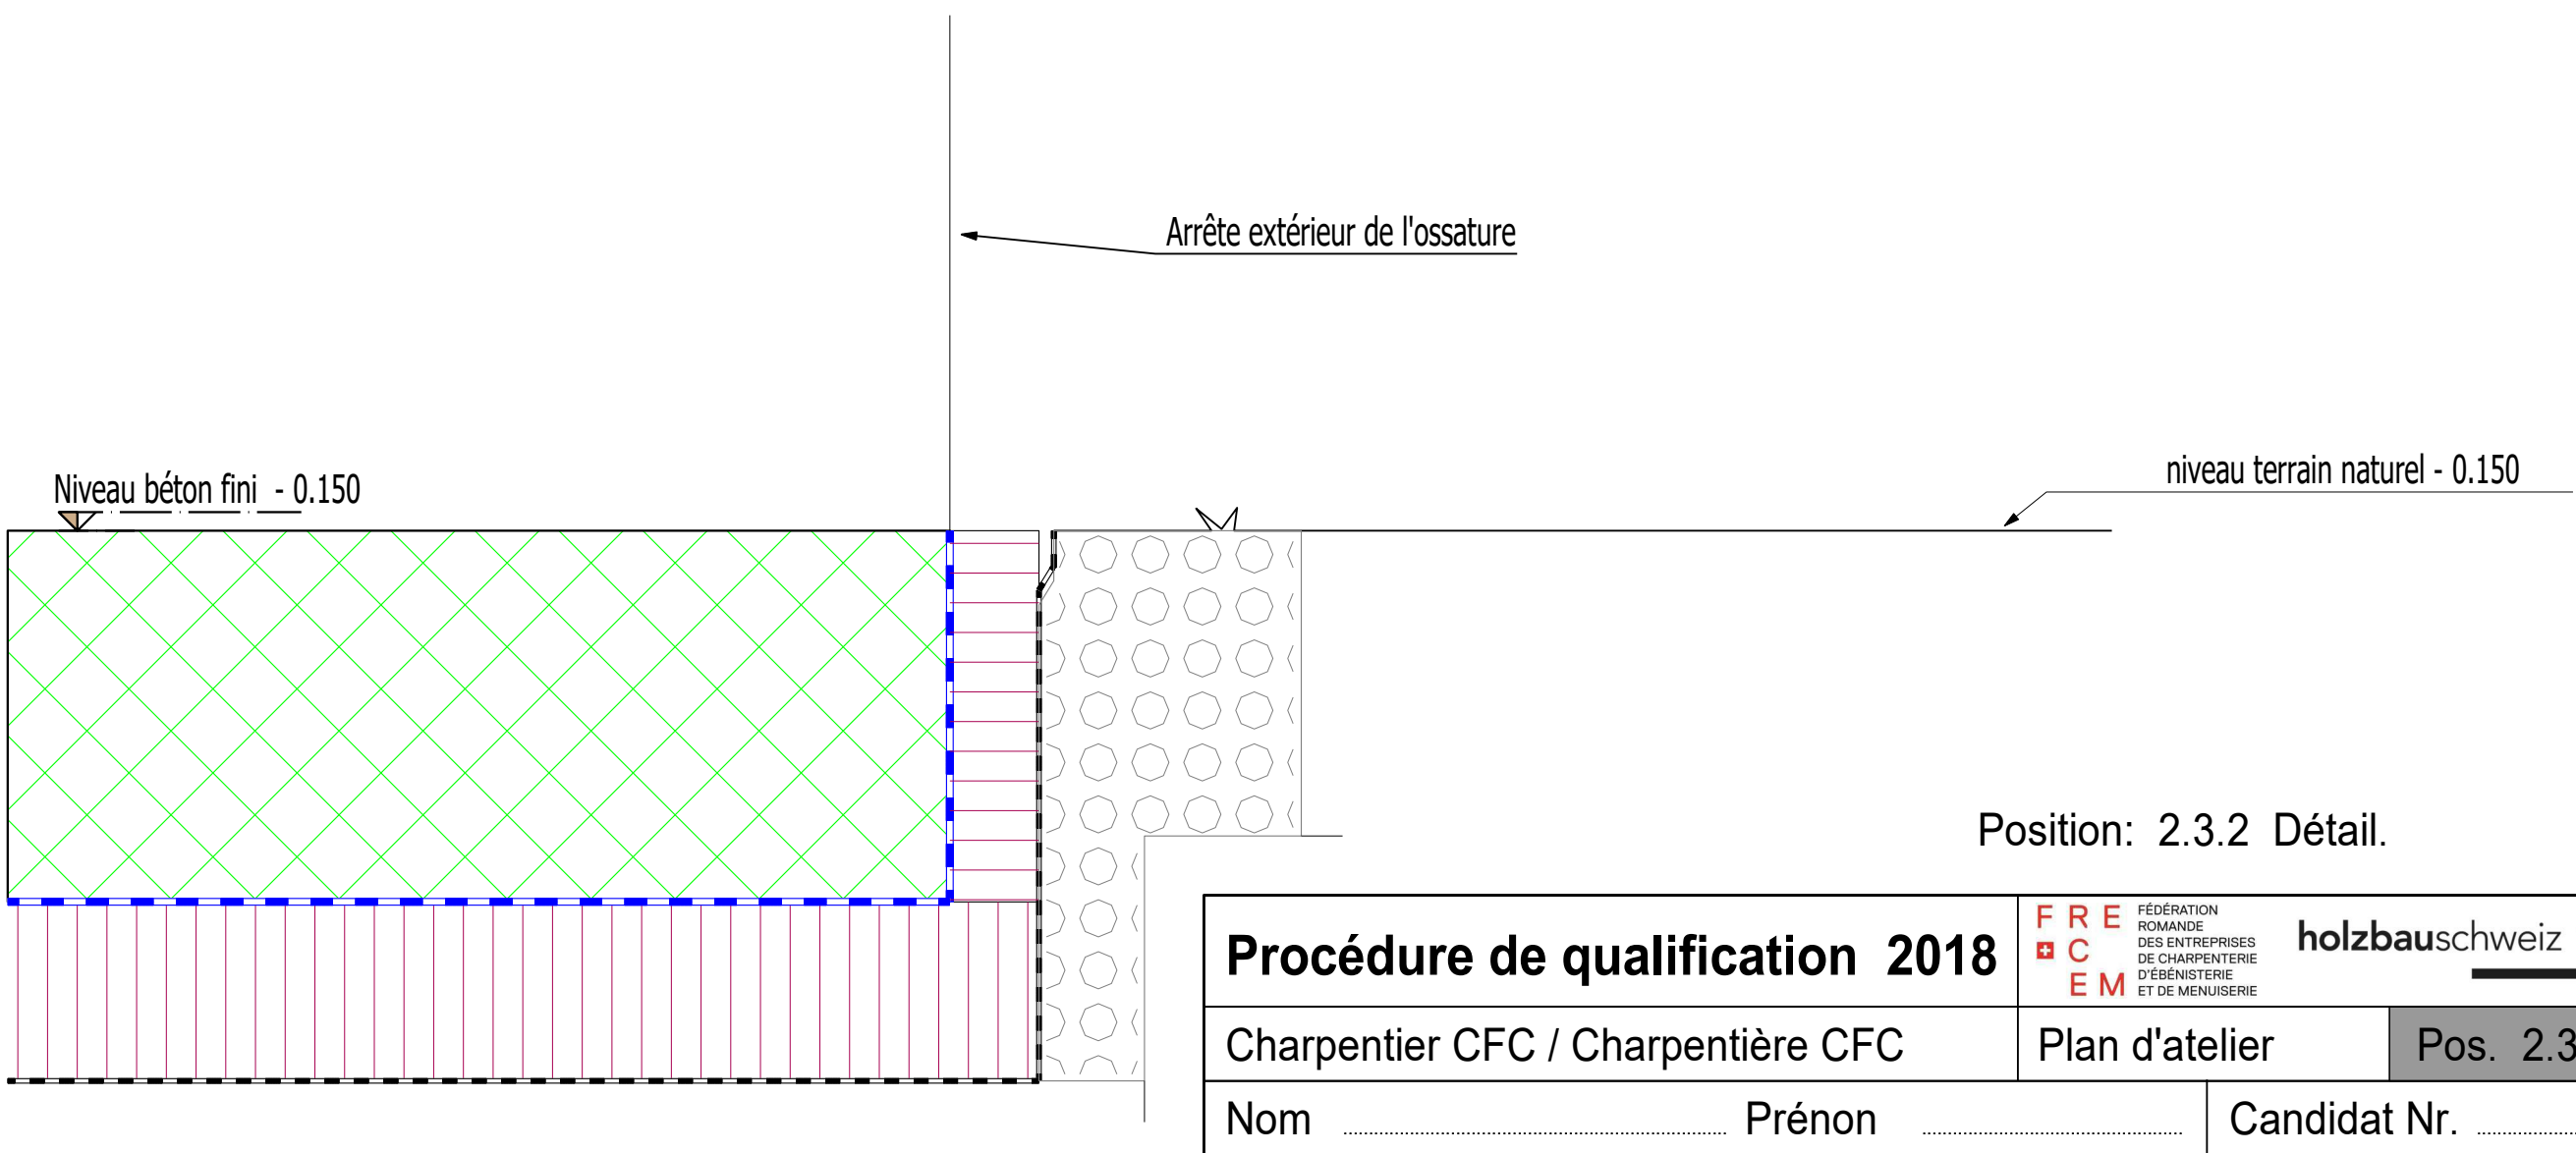 Arrête extérieur de l'ossature
Niveau béton fini - 0.150
niveau terrain naturel - 0.150
Position: 2.3.2 Détail.
Procédure de qualification 2018
F R E
C
E M
FÉDÉRATION
ROMANDE
DES ENTREPRISES
DE CHARPENTERIE
D'ÉBÉNISTERIE
ET DE MENUISERIE
holzbauschweiz
Charpentier CFC / Charpentière CFC
Plan d'atelier
Pos. 2.3
Nom
Prénon
Candidat Nr.